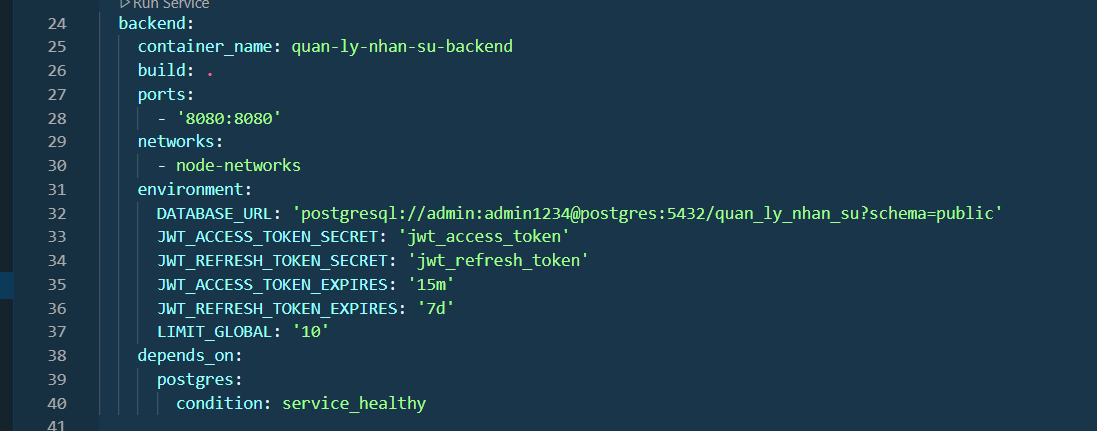 ▷Run Service
24 backend:
25 container_name: quan-ly-nhan-su-backend
26 build: .
27 ports:
28 - '8080:8080'
29 networks:
30 - node-networks
31 environment:
32 DATABASE_URL: 'postgresql://admin:admin1234@postgres:5432/quan_ly_nhan_su?schema=public'
33 JWT_ACCESS_TOKEN_SECRET: 'jwt_access_token'
34 JWT_REFRESH_TOKEN_SECRET: 'jwt_refresh_token'
35 JWT_ACCESS_TOKEN_EXPIRES: '15m'
36 JWT_REFRESH_TOKEN_EXPIRES: '7d'
37 LIMIT_GLOBAL: '10'
38 depends_on:
39 postgres:
40 condition: service_healthy
41